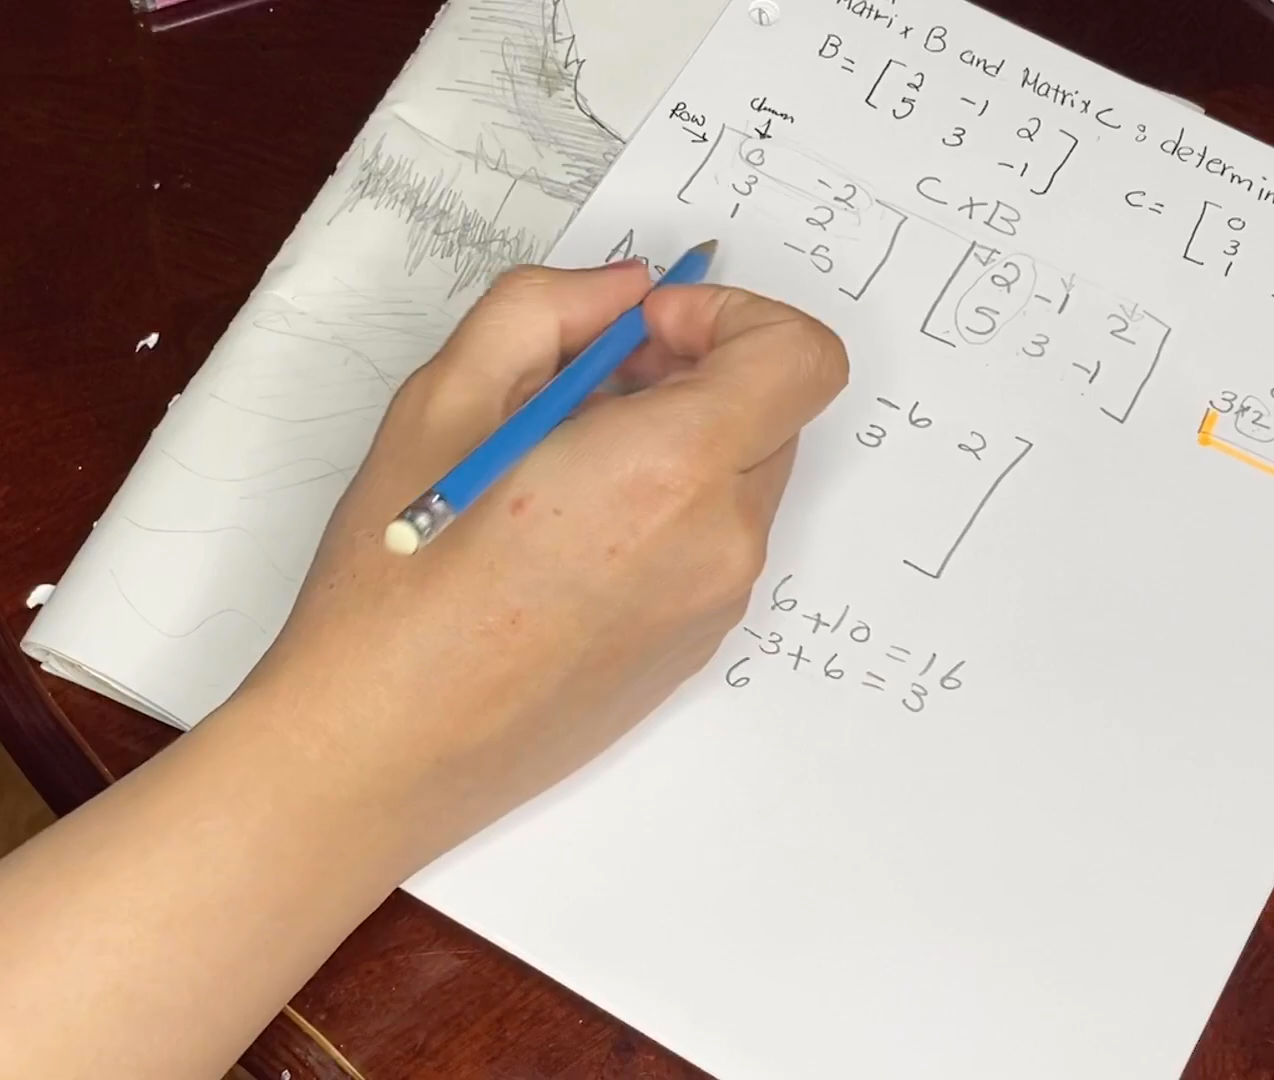 Matrix B and Matrix C : determin
B = [ 2 -1 2
5 3 -1 ]
C = [ 0
3
1
Row
C x B
[ 0 -2
3 2
1 -5 ]
[ 2 -1 2
5 3 -1 ]
Ans
3x2
-6 2
3 ]
6+10 = 16
-3+6 = 3
6